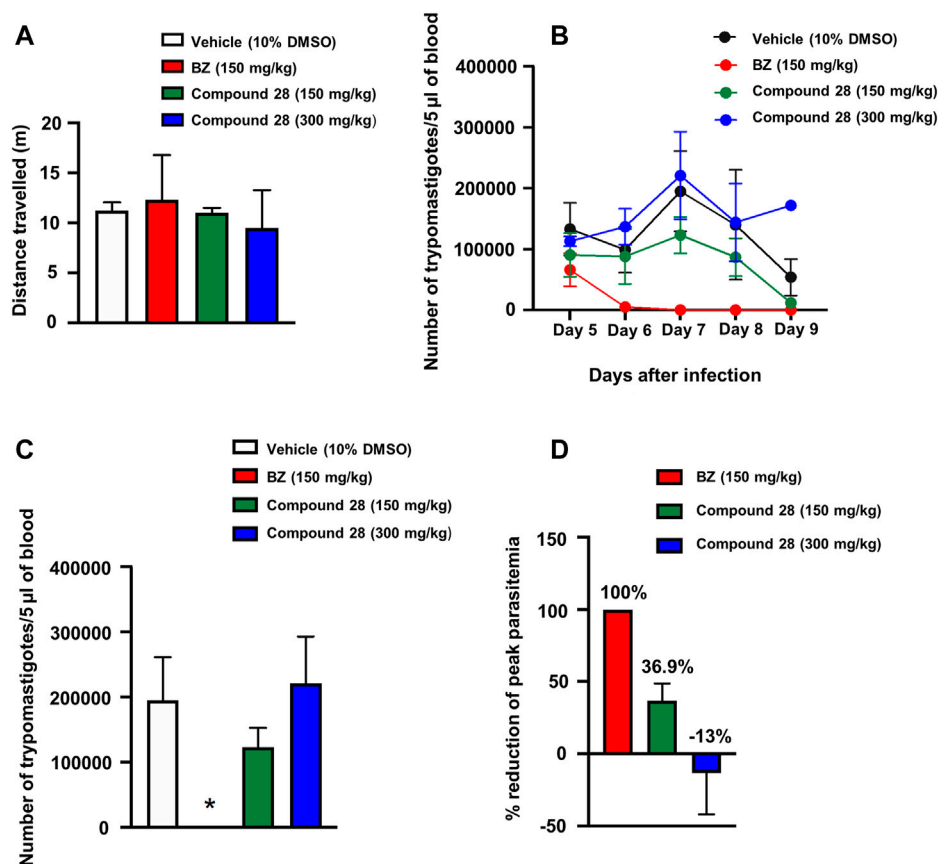 A
Vehicle (10% DMSO)
BZ (150 mg/kg)
Compound 28 (150 mg/kg)
Compound 28 (300 mg/kg)
Distance travelled (m)
20
15
10
5
0
B
Vehicle (10% DMSO)
BZ (150 mg/kg)
Compound 28 (150 mg/kg)
Compound 28 (300 mg/kg)
Number of trypomastigotes/5 µl of blood
400000
300000
200000
100000
0
Day 5 Day 6 Day 7 Day 8 Day 9
Days after infection
C
Vehicle (10% DMSO)
BZ (150 mg/kg)
Compound 28 (150 mg/kg)
Compound 28 (300 mg/kg)
Number of trypomastigotes/5 µl of blood
400000
300000
200000
100000
0
*
D
BZ (150 mg/kg)
Compound 28 (150 mg/kg)
Compound 28 (300 mg/kg)
% reduction of peak parasitemia
150
100
50
0
-50
100%
36.9%
-13%